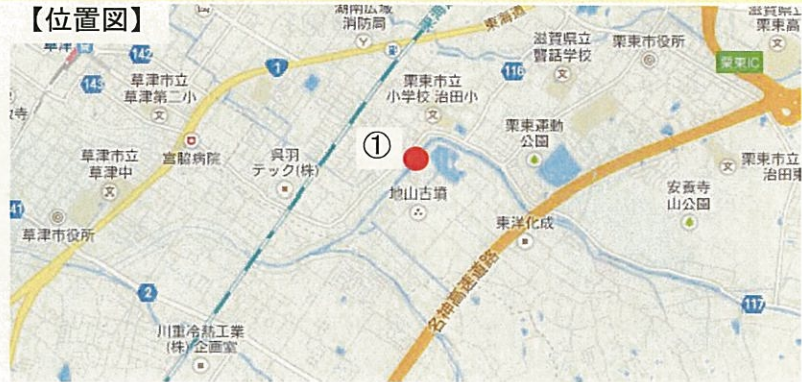 【位置図】
湖南広域
消防局
東海道
滋賀県立
聾話学校
栗東市役所
栗東高
草津
142
143
1
116
栗東IC
草津市立
草津第二小
栗東市立
小学校 治田小
栗東運動
公園
宮脇病院
呉羽
テック(株)
①
草津市立
草津中
地山古墳
栗東市立
治田東
安養寺
山公園
東洋化成
41
草津市役所
名神高速道路
2
117
川重冷熱工業
(株) 企画室